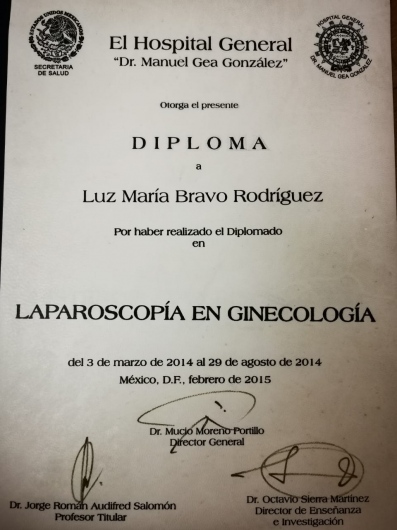 ESTADOS UNIDOS MEXICANOS
SECRETARIA
DE SALUD
HOSPITAL GENERAL
DR. MANUEL GEA GONZÁLEZ
El Hospital General
"Dr. Manuel Gea González"
Otorga el presente
DIPLOMA
a
Luz María Bravo Rodríguez
Por haber realizado el Diplomado
en
LAPAROSCOPÍA EN GINECOLOGÍA
del 3 de marzo de 2014 al 29 de agosto de 2014
México, D.F., febrero de 2015
Dr. Mucio Moreno Portillo
Director General
Dr. Jorge Román Audifred Salomón
Profesor Titular
Dr. Octavio Sierra Martínez
Director de Enseñanza
e Investigación